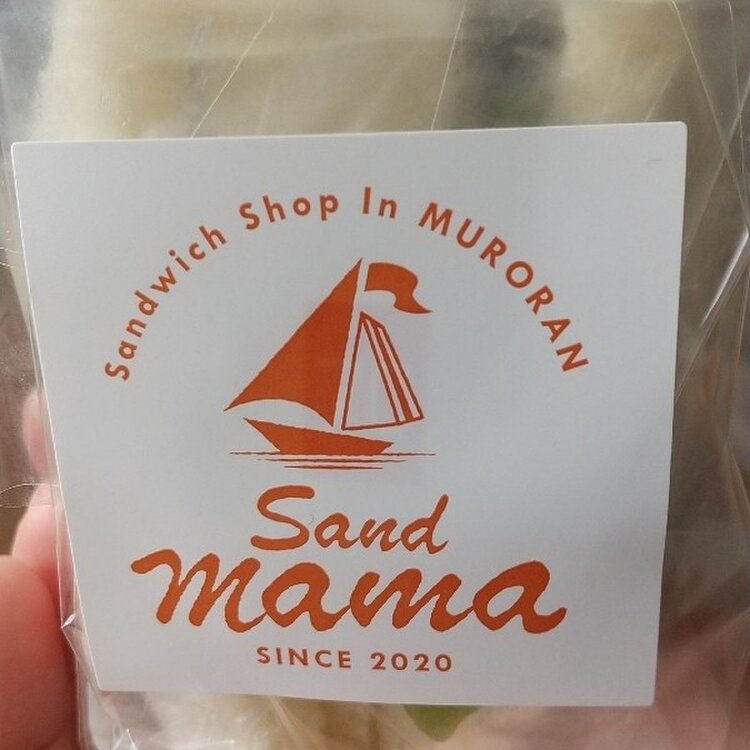 Sandwich Shop In MURORAN
Sand
mama
SINCE 2020